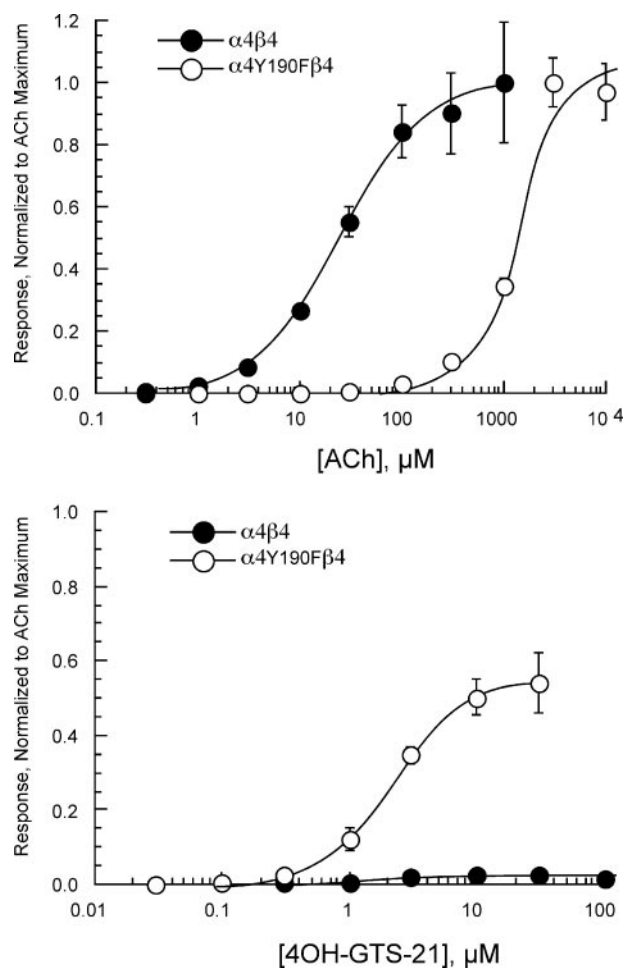 Response, Normalized to ACh Maximum
1.2
1.0
0.8
0.6
0.4
0.2
0.0
α4β4
α4Y190Fβ4
0.1 1 10 100 1000 10 4
[ACh], μM
Response, Normalized to ACh Maximum
1.0
0.8
0.6
0.4
0.2
0.0
α4β4
α4Y190Fβ4
0.01 0.1 1 10 100
[4OH-GTS-21], μM